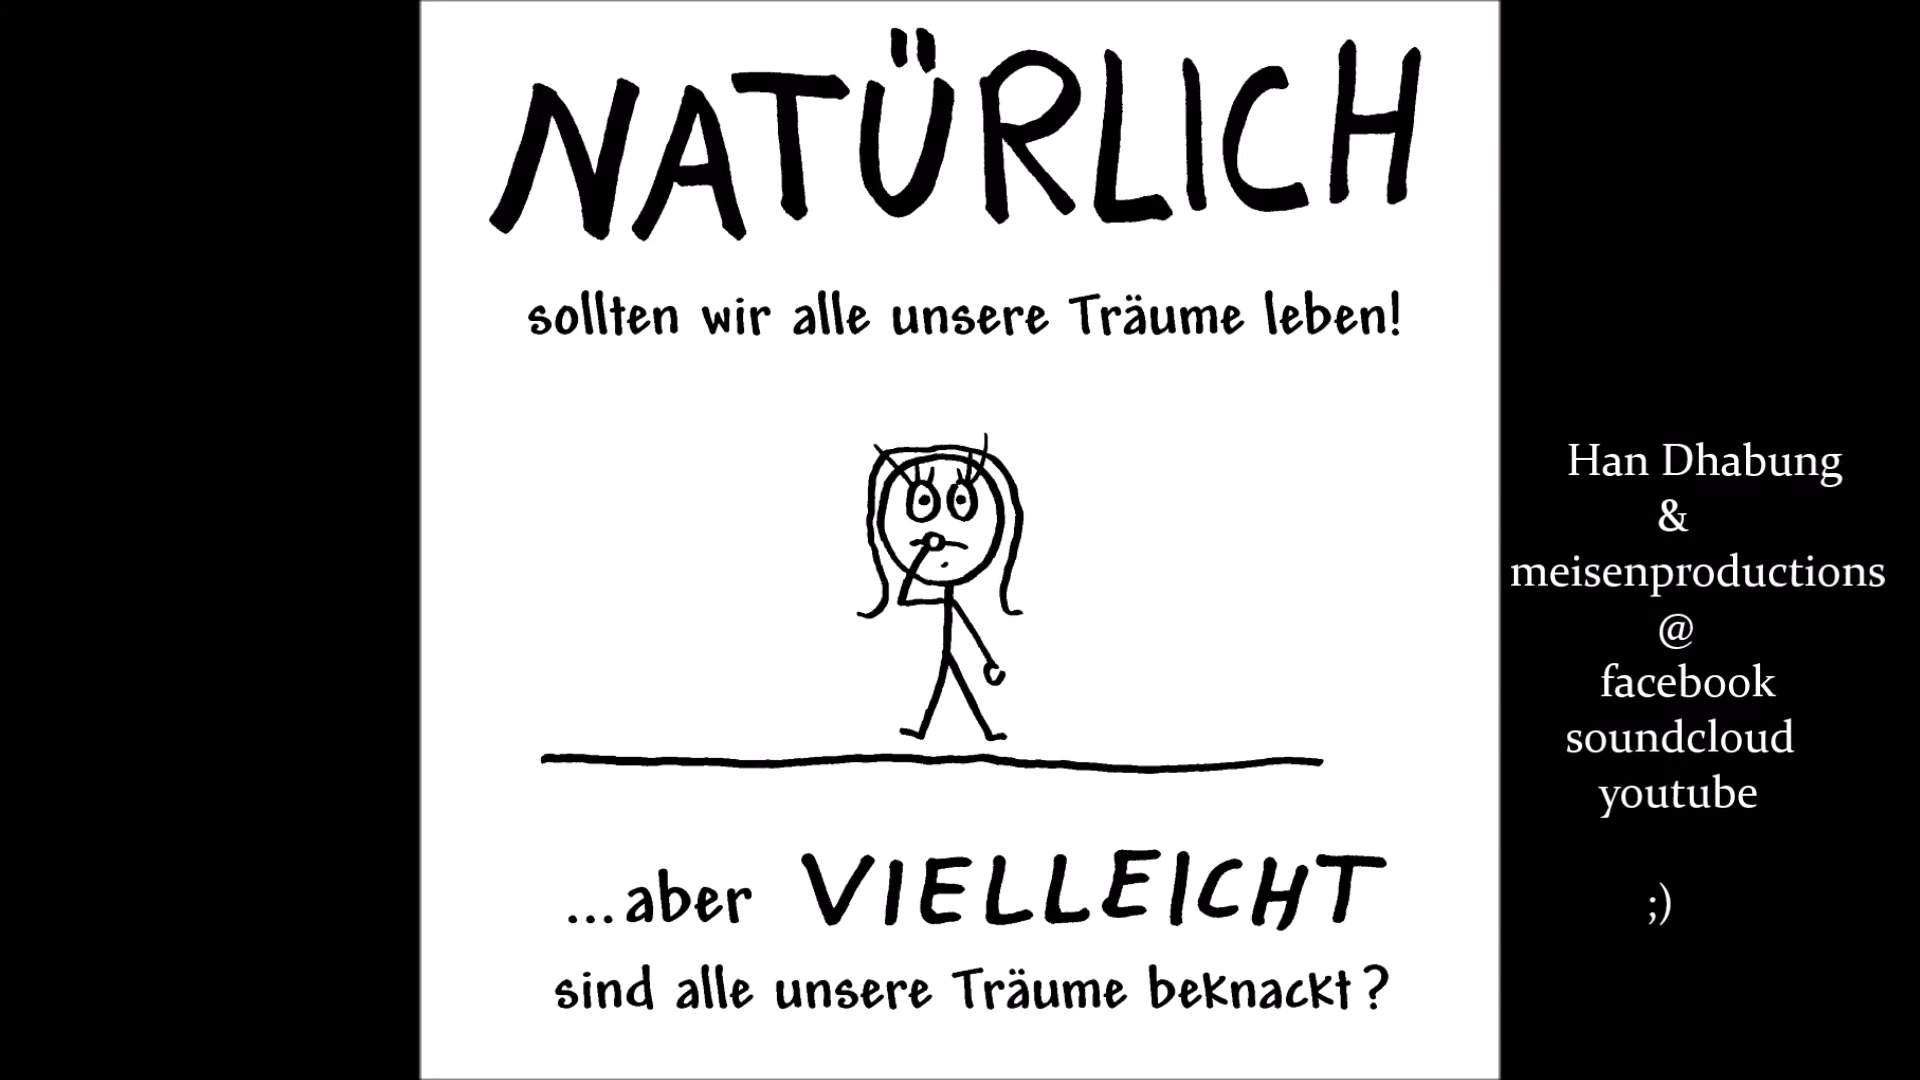 NATÜRLICH
sollten wir alle unsere Träume leben!
...aber VIELLEICHT
sind alle unsere Träume beknackt?
Han Dhabung
&
meisenproductions
@
facebook
soundcloud
youtube
;)